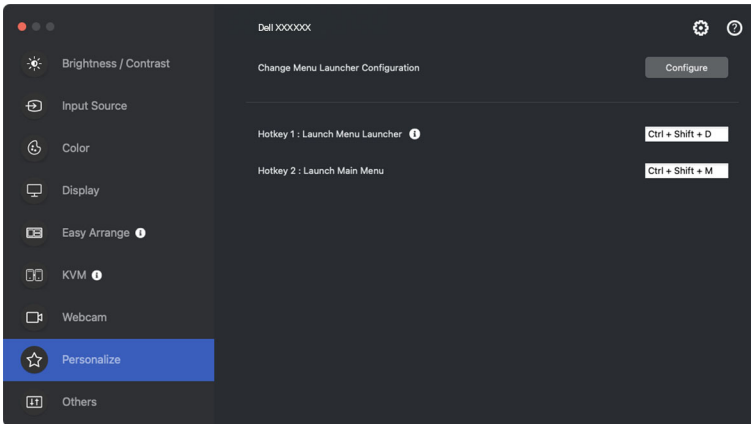 Dell XXXXXX
Brightness / Contrast
Change Menu Launcher Configuration
Configure
Input Source
Hotkey 1 : Launch Menu Launcher
Ctrl + Shift + D
Color
Hotkey 2 : Launch Main Menu
Ctrl + Shift + M
Display
Easy Arrange
KVM
Webcam
Personalize
Others